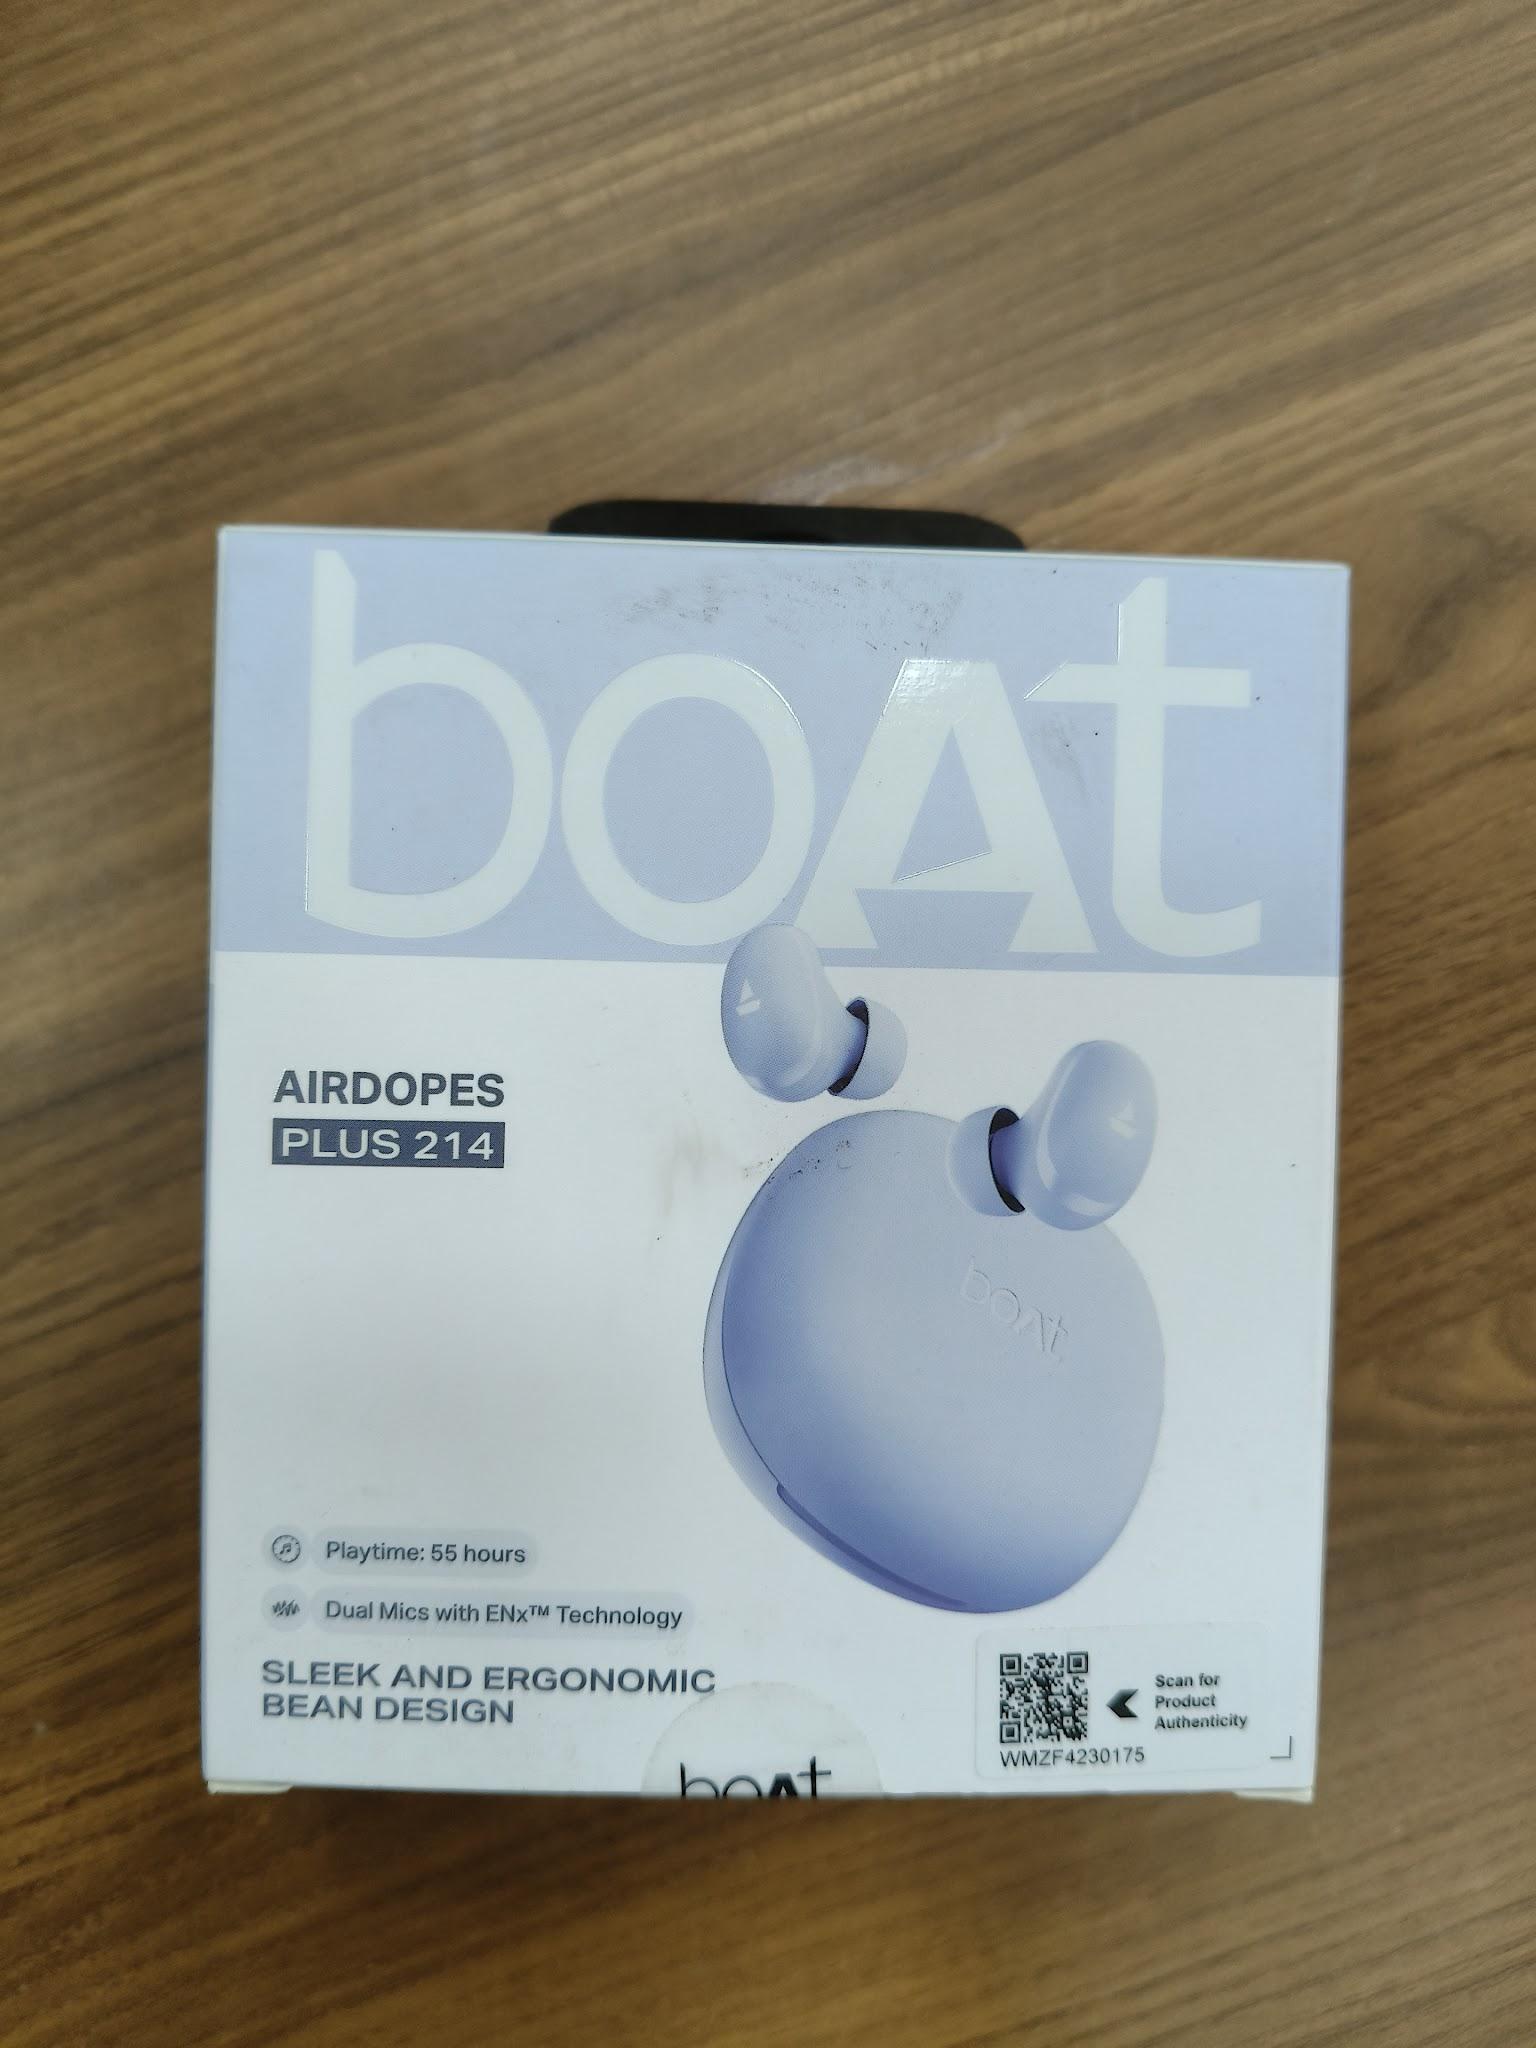 boAt
AIRDOPES
PLUS 214
boAt
Playtime: 55 hours
Dual Mics with ENx™ Technology
SLEEK AND ERGONOMIC
BEAN DESIGN
Scan for
Product
Authenticity
WMZF4230175
boAt